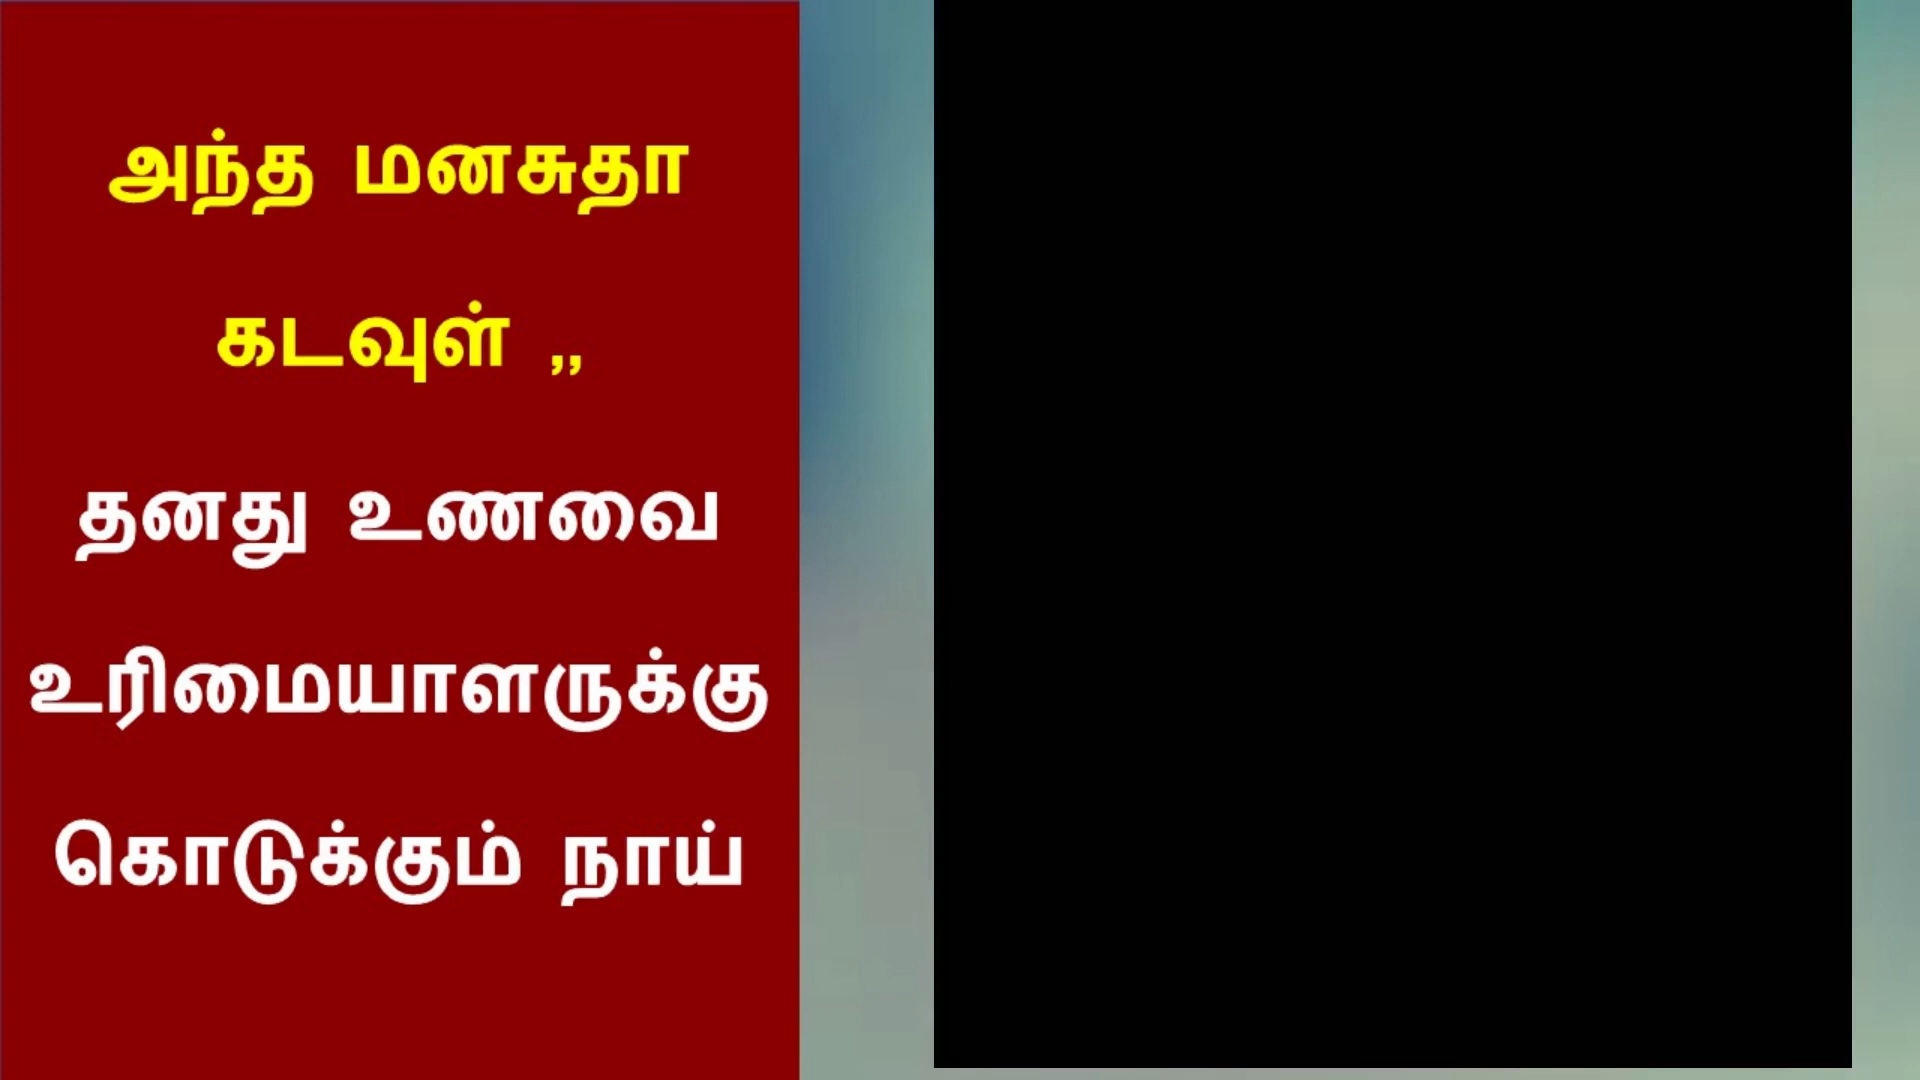 அந்த மனசுதா
கடவுள் ,,
தனது உணவை
உரிமையாளருக்கு
கொடுக்கும் நாய்